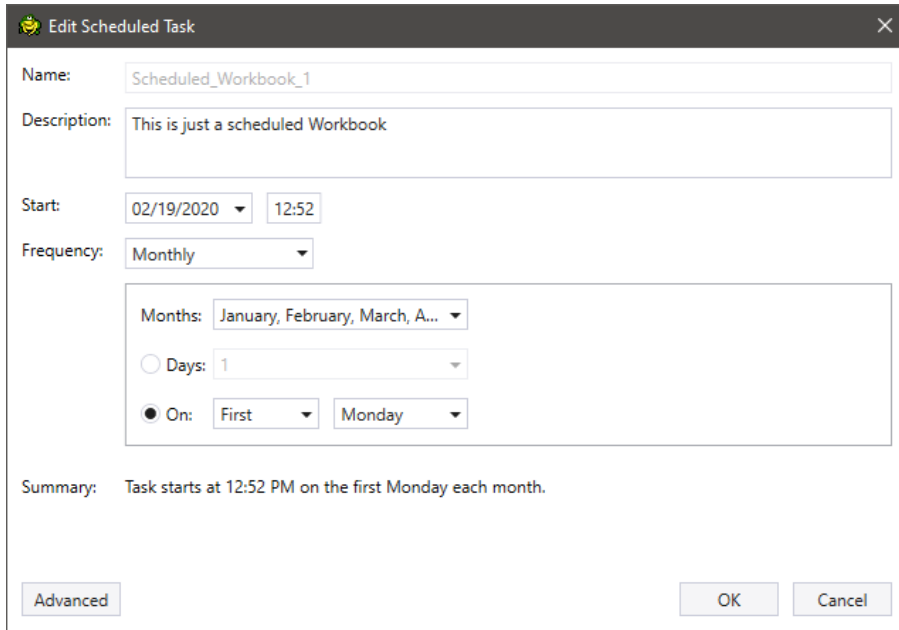 Edit Scheduled Task
Name: Scheduled_Workbook_1
Description: This is just a scheduled Workbook
Start: 02/19/2020 12:52
Frequency: Monthly
Months: January, February, March, A...
Days: 1
On: First Monday
Summary: Task starts at 12:52 PM on the first Monday each month.
Advanced OK Cancel